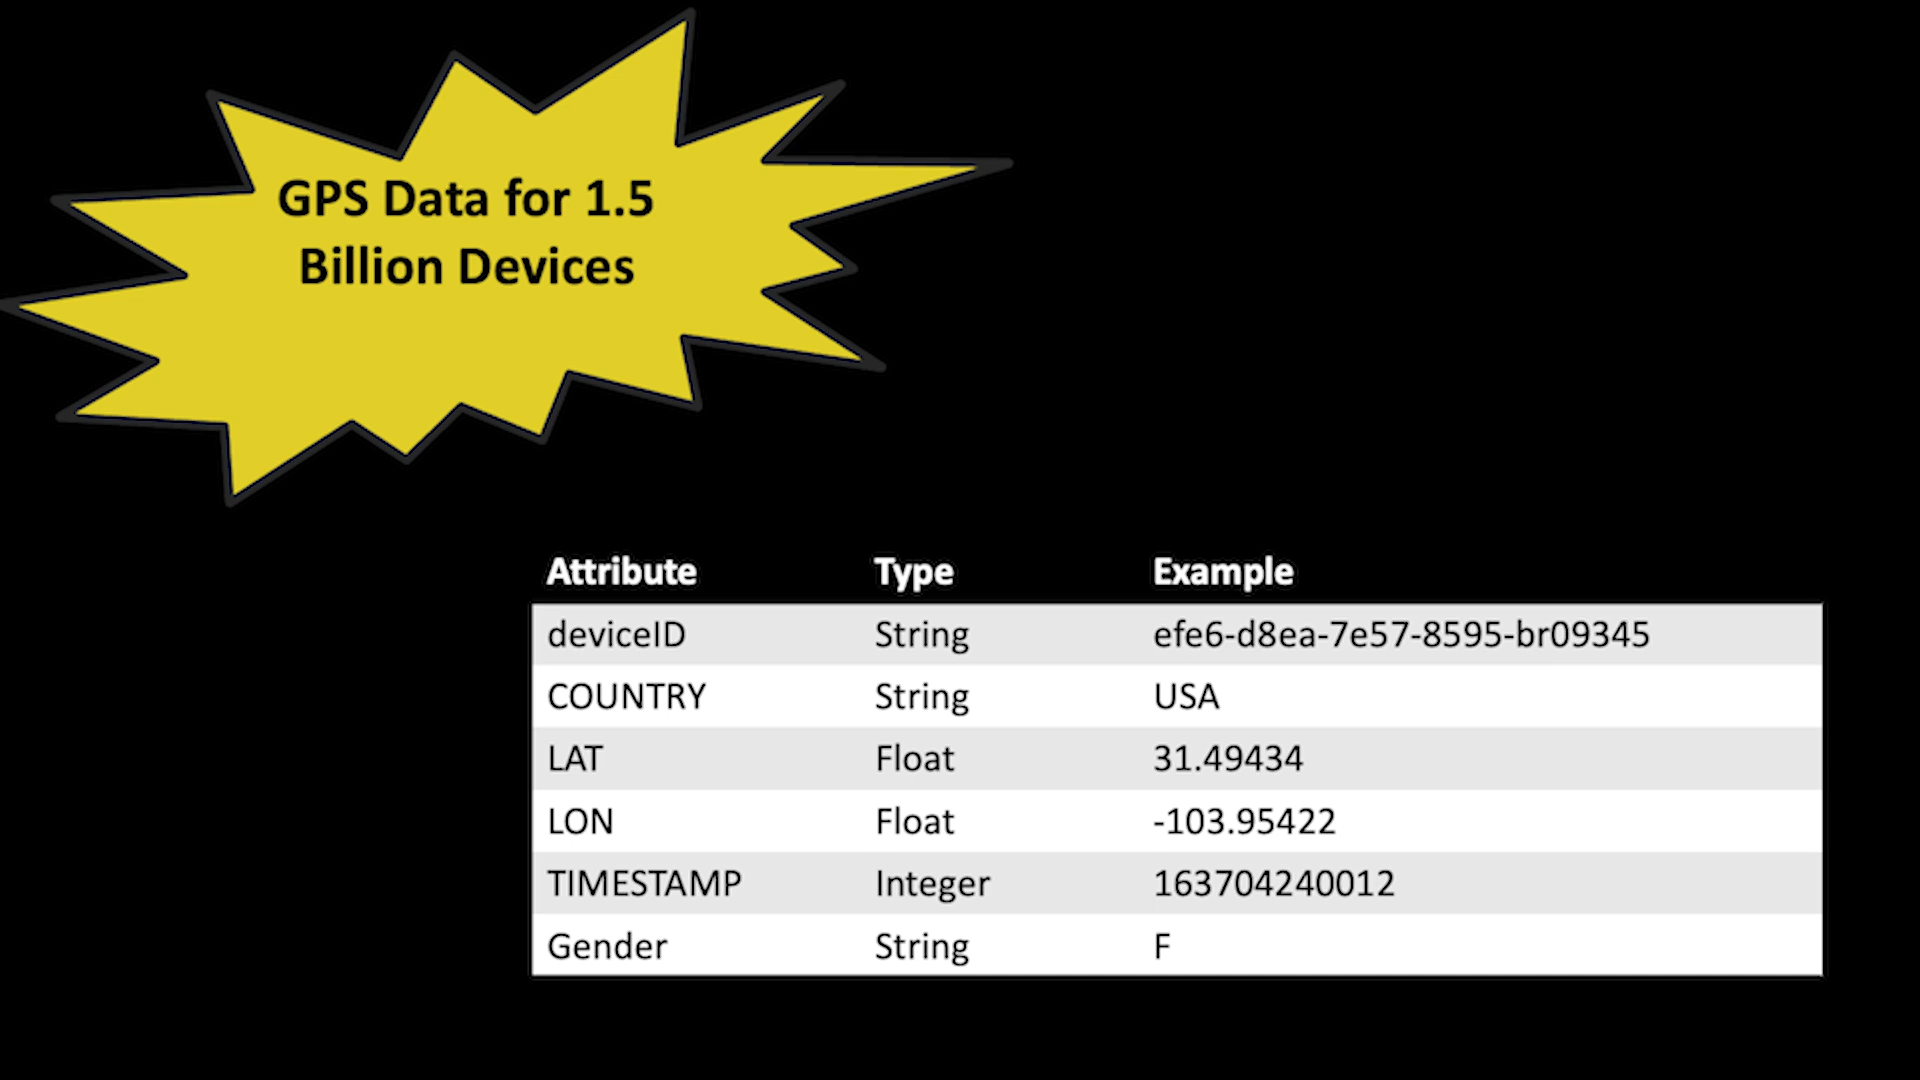 GPS Data for 1.5
Billion Devices
Attribute Type Example
deviceID String efe6-d8ea-7e57-8595-br09345
COUNTRY String USA
LAT Float 31.49434
LON Float -103.95422
TIMESTAMP Integer 163704240012
Gender String F